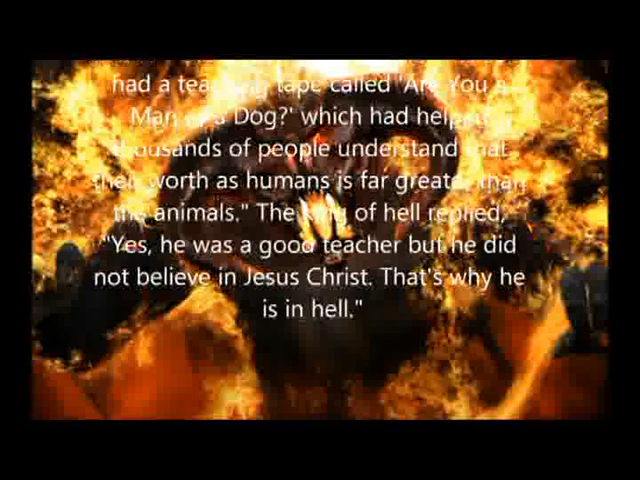 had a teaching tape called 'Are You a
Man or a Dog?' which had helped
thousands of people understand that
their worth as humans is far greater than
the animals." The king of hell replied,
"Yes, he was a good teacher but he did
not believe in Jesus Christ. That's why he
is in hell."